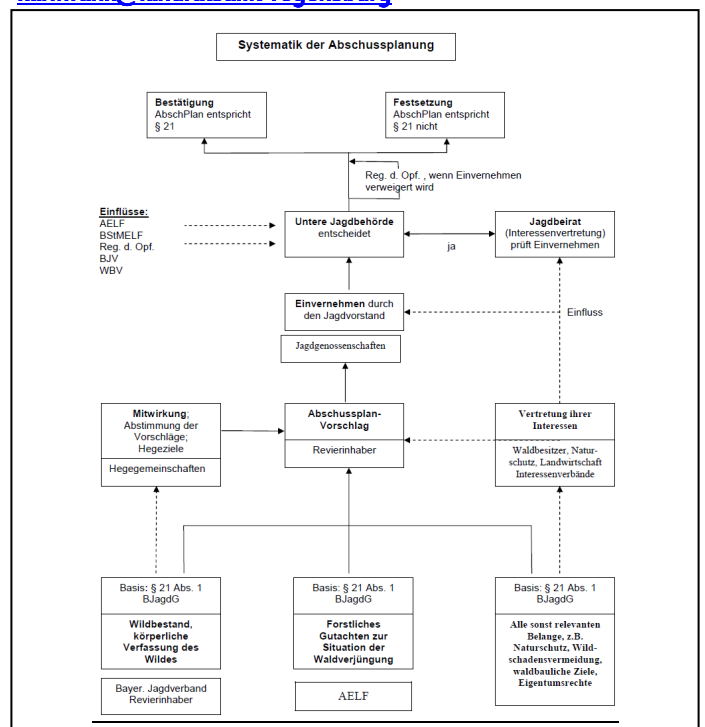 Systematik der Abschussplanung
Bestätigung
AbschPlan entspricht
§ 21
Festsetzung
AbschPlan entspricht
§ 21 nicht
Reg. d. Opf. , wenn Einvernehmen
verweigert wird
Einflüsse:
AELF
BStMELF
Reg. d. Opf.
BJV
WBV
Untere Jagdbehörde
entscheidet
ja
Jagdbeirat
(Interessenvertretung)
prüft Einvernehmen
Einvernehmen durch
den Jagdvorstand
Einfluss
Jagdgenossenschaften
Mitwirkung;
Abstimmung der
Vorschläge;
Hegeziele
Hegegemeinschaften
Abschussplan-
Vorschlag
Revierinhaber
Vertretung ihrer
Interessen
Waldbesitzer, Natur-
schutz, Landwirtschaft
Interessenverbände
Basis: § 21 Abs. 1
BJagdG
Wildbestand,
körperliche
Verfassung des
Wildes
Bayer. Jagdverband
Revierinhaber
Basis: § 21 Abs. 1
BJagdG
Forstliches
Gutachten zur
Situation der
Waldverjüngung
AELF
Basis: § 21 Abs. 1
BJagdG
Alle sonst relevanten
Belange, z.B.
Naturschutz, Wild-
schadensvermeidung,
waldbauliche Ziele,
Eigentumsrechte